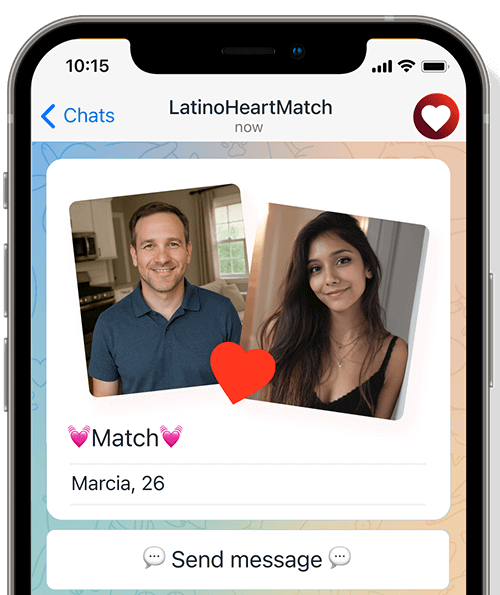 10:15
Chats
LatinoHeartMatch
now
💓Match💓
Marcia, 26
💬 Send message 💬